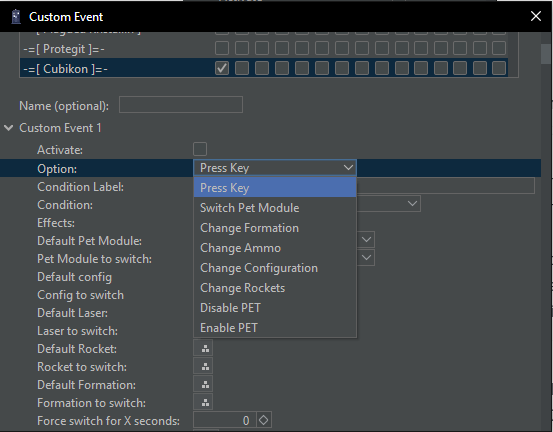 Custom Event
-=[ Protegit ]=-
-=[ Cubikon ]=-
Name (optional):
Custom Event 1
Activate:
Option: Press Key
Condition Label: Press Key
Condition: Switch Pet Module
Effects: Change Formation
Default Pet Module: Change Ammo
Pet Module to switch: Change Configuration
Default config Change Rockets
Config to switch Disable PET
Default Laser: Enable PET
Laser to switch:
Default Rocket:
Rocket to switch:
Default Formation:
Formation to switch:
Force switch for X seconds: 0